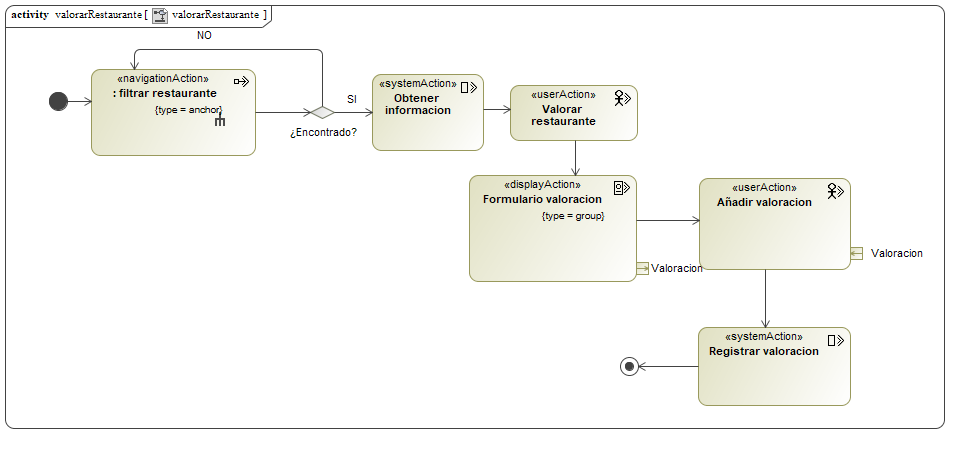 activity valorarRestaurante [ valorarRestaurante ]
NO
«navigationAction»
: filtrar restaurante
{type = anchor}
¿Encontrado?
SI
«systemAction»
Obtener
informacion
«userAction»
Valorar
restaurante
«displayAction»
Formulario valoracion
{type = group}
Valoracion
«userAction»
Añadir valoracion
Valoracion
«systemAction»
Registrar valoracion